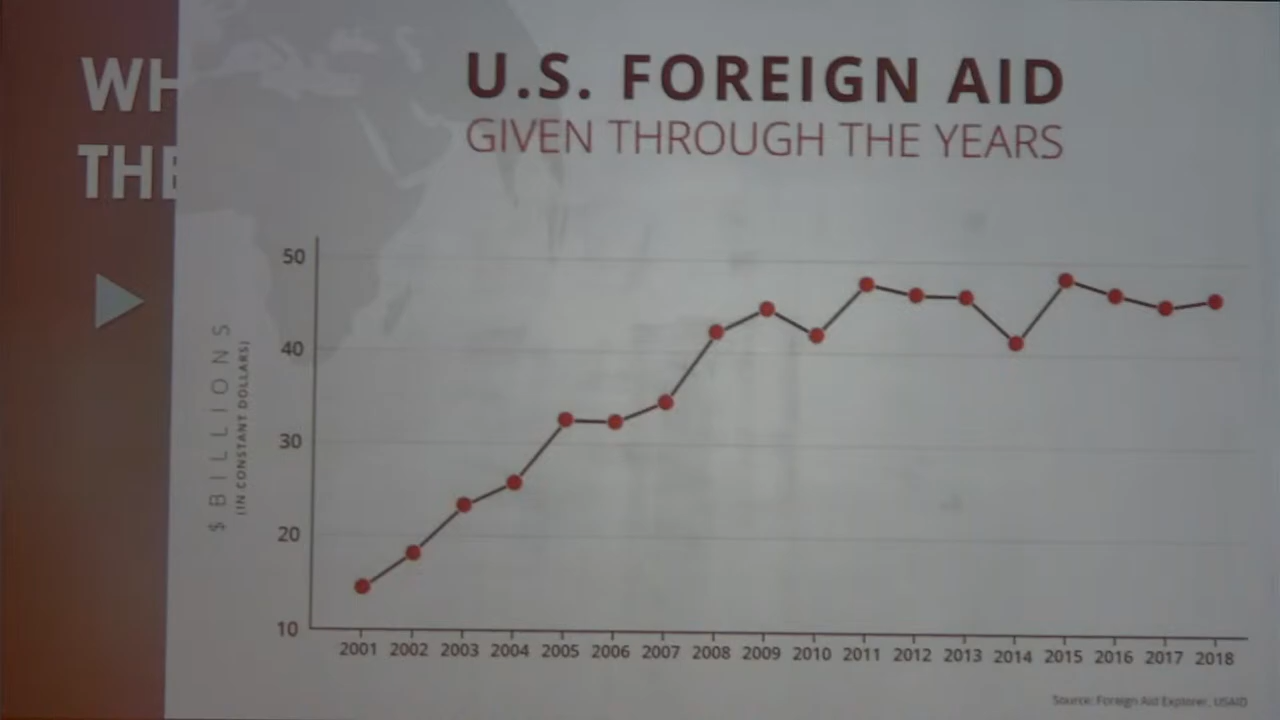 WH
THE
U.S. FOREIGN AID
GIVEN THROUGH THE YEARS
$ BILLIONS
(IN CONSTANT DOLLARS)
50
40
30
20
10
2001 2002 2003 2004 2005 2006 2007 2008 2009 2010 2011 2012 2013 2014 2015 2016 2017 2018
Source: Foreign Aid Explorer, USAID